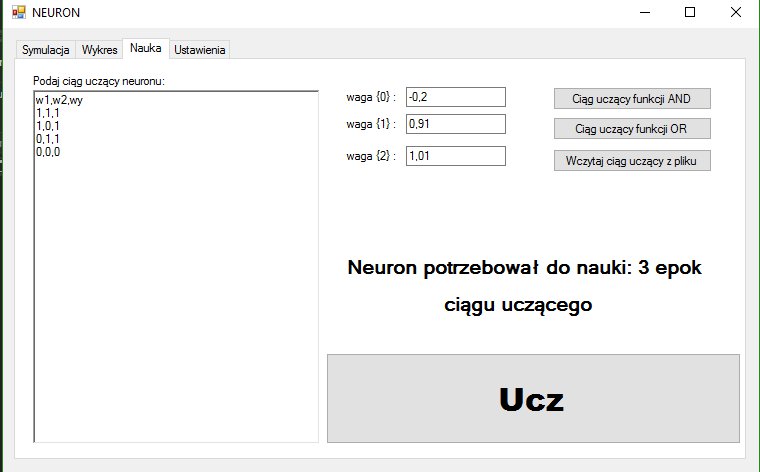 NEURON
Symulacja Wykres Nauka Ustawienia
Podaj ciąg uczący neuronu:
w1,w2,wy
1,1,1
1,0,1
0,1,1
0,0,0
waga {0} : -0,2
waga {1} : 0,91
waga {2} : 1,01
Ciąg uczący funkcji AND
Ciąg uczący funkcji OR
Wczytaj ciąg uczący z pliku
Neuron potrzebował do nauki: 3 epok
ciągu uczącego
Ucz